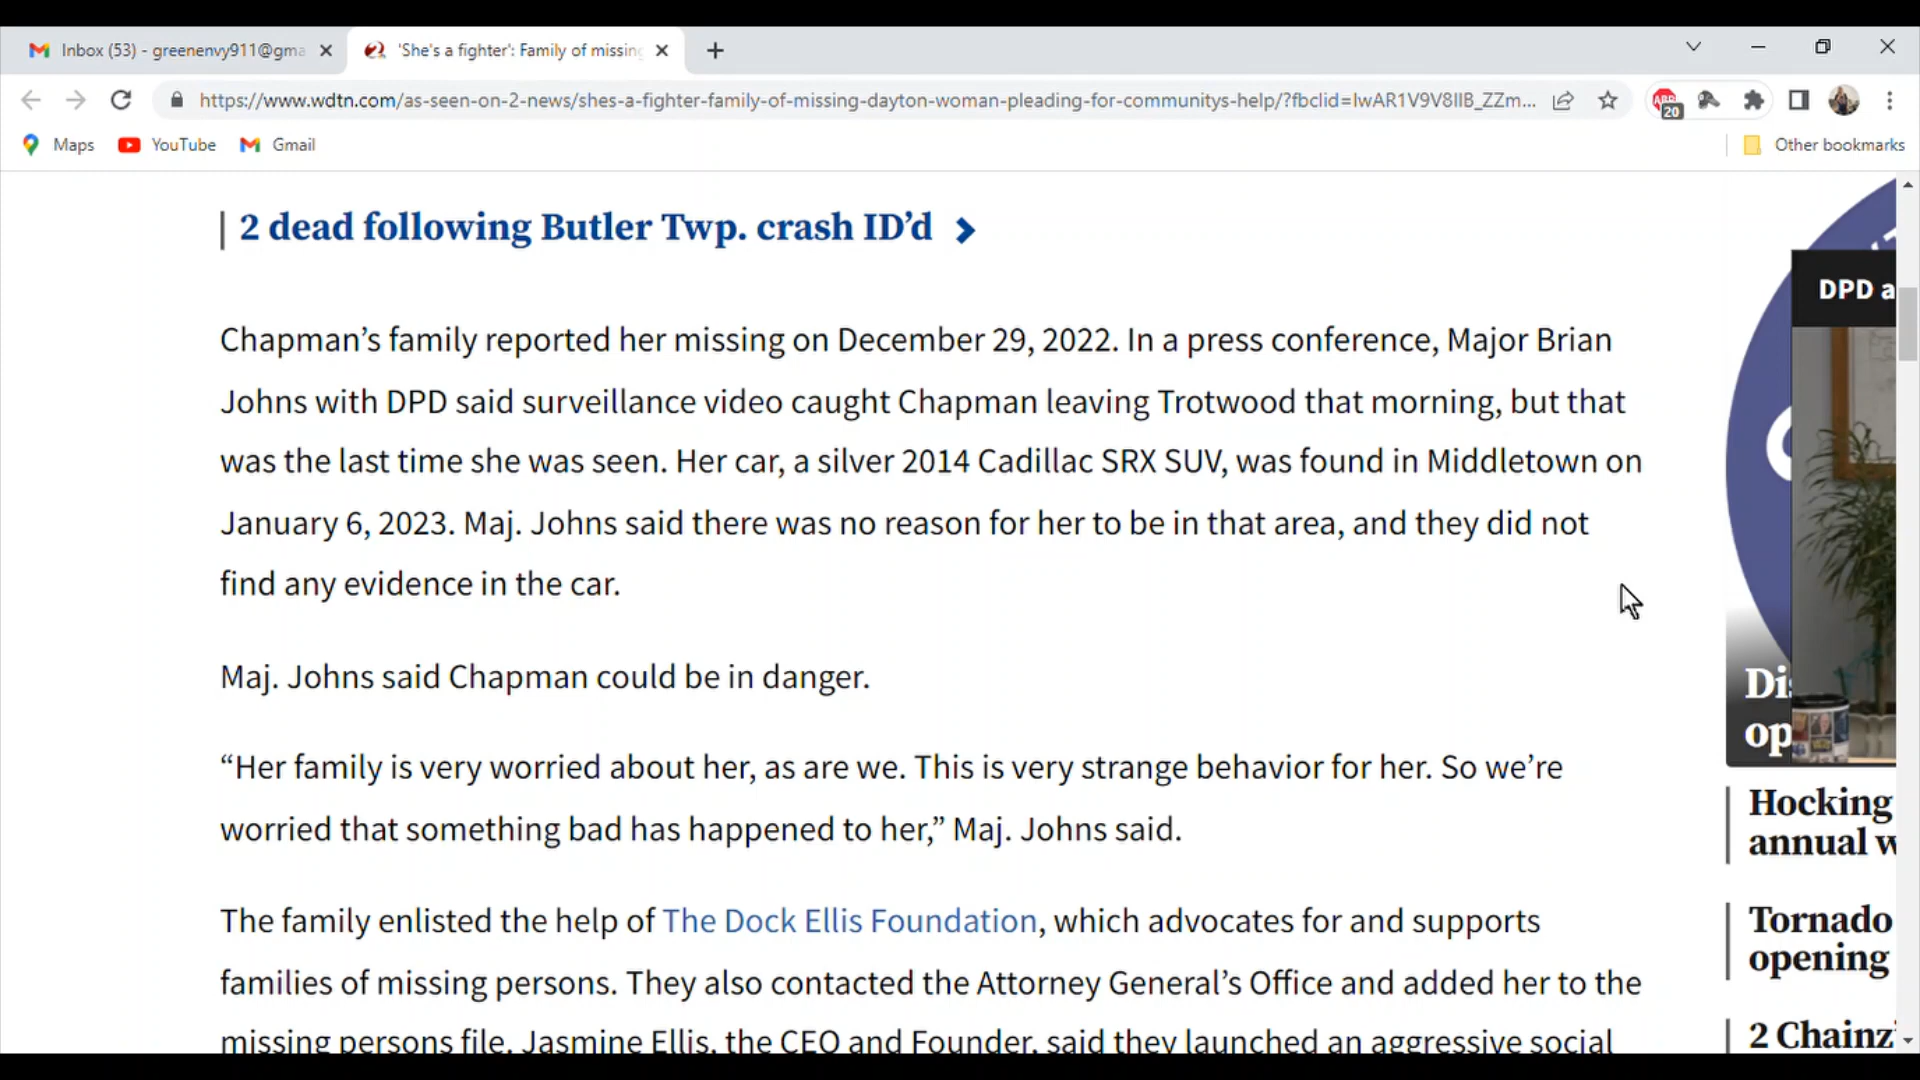 Inbox (53) - greenenvy911@gma
'She's a fighter': Family of missing
https://www.wdtn.com/as-seen-on-2-news/shes-a-fighter-family-of-missing-dayton-woman-pleading-for-communitys-help/?fbclid=IwAR1V9V8IIB_ZZm...
20
Maps
YouTube
Gmail
Other bookmarks
2 dead following Butler Twp. crash ID’d
Chapman’s family reported her missing on December 29, 2022. In a press conference, Major Brian
Johns with DPD said surveillance video caught Chapman leaving Trotwood that morning, but that
was the last time she was seen. Her car, a silver 2014 Cadillac SRX SUV, was found in Middletown on
January 6, 2023. Maj. Johns said there was no reason for her to be in that area, and they did not
find any evidence in the car.
Maj. Johns said Chapman could be in danger.
“Her family is very worried about her, as are we. This is very strange behavior for her. So we’re
worried that something bad has happened to her,” Maj. Johns said.
The family enlisted the help of The Dock Ellis Foundation, which advocates for and supports
families of missing persons. They also contacted the Attorney General’s Office and added her to the
missing persons file. Jasmine Ellis, the CEO and Founder, said they launched an aggressive social
DPD a
Dis
op
Hocking
annual w
Tornado
opening
2 Chainz